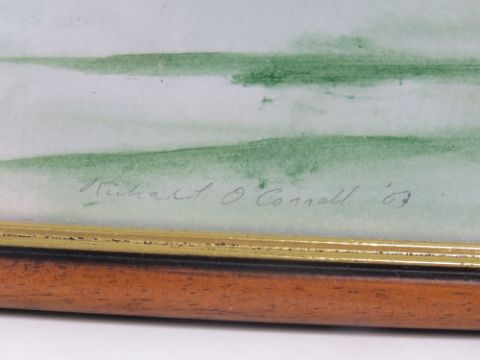 Richard O Connell '03